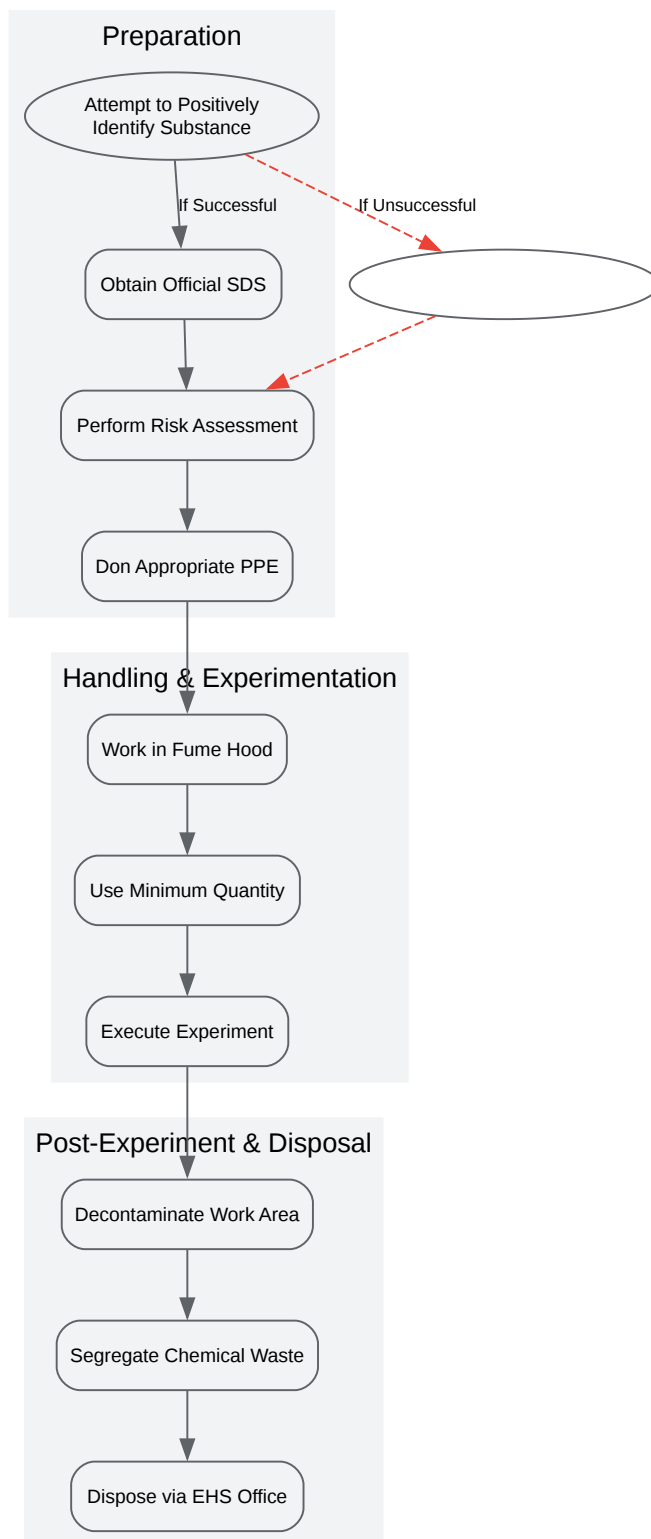 Preparation
Attempt to Positively
Identify Substance
If Successful
If Unsuccessful
Obtain Official SDS
Perform Risk Assessment
Don Appropriate PPE
Handling & Experimentation
Work in Fume Hood
Use Minimum Quantity
Execute Experiment
Post-Experiment & Disposal
Decontaminate Work Area
Segregate Chemical Waste
Dispose via EHS Office